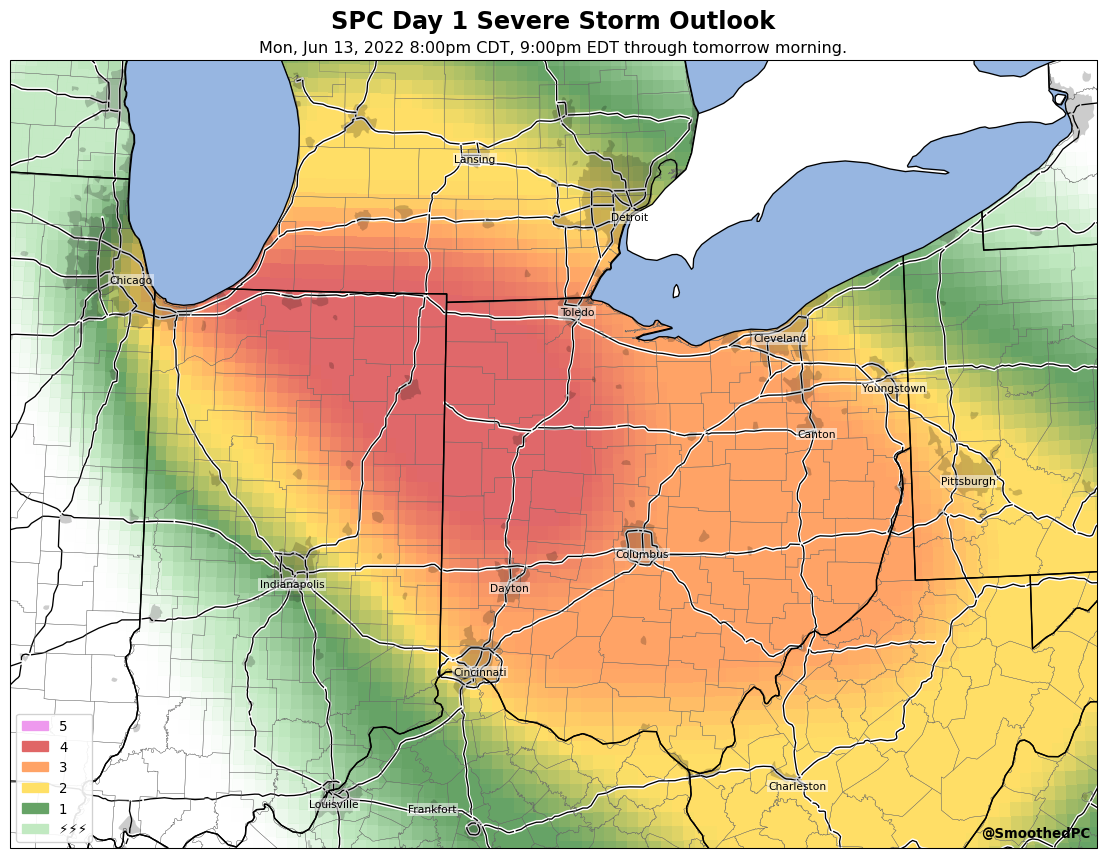 SPC Day 1 Severe Storm Outlook
Mon, Jun 13, 2022 8:00pm CDT, 9:00pm EDT through tomorrow morning.
Lansing
Detroit
Chicago
Toledo
Cleveland
Youngstown
Canton
Pittsburgh
Columbus
Indianapolis
Dayton
Cincinnati
Charleston
Louisville
Frankfort
5
4
3
2
1
⚡⚡⚡
@SmoothedPC